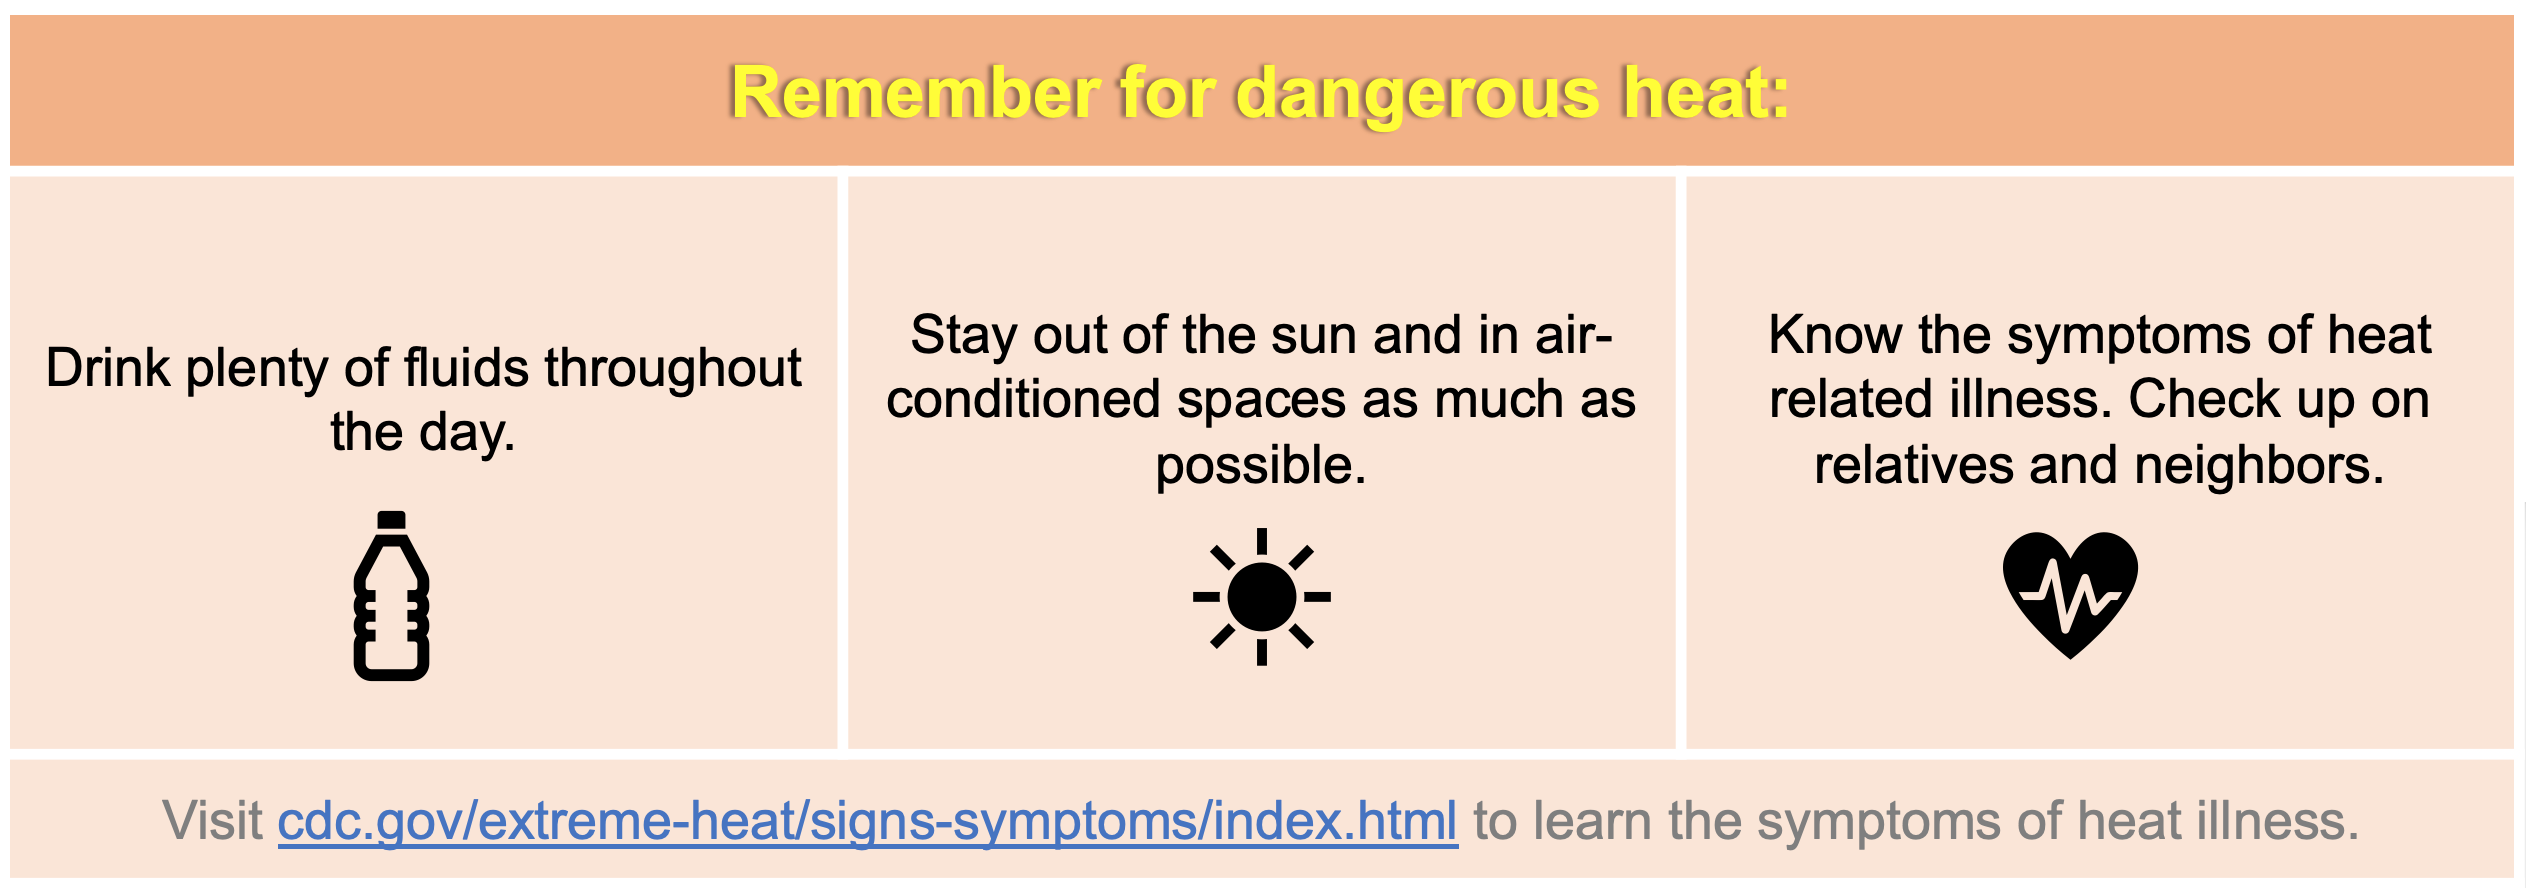 Remember for dangerous heat:
Drink plenty of fluids throughout
the day.
Stay out of the sun and in air-
conditioned spaces as much as
possible.
Know the symptoms of heat
related illness. Check up on
relatives and neighbors.
Visit cdc.gov/extreme-heat/signs-symptoms/index.html to learn the symptoms of heat illness.